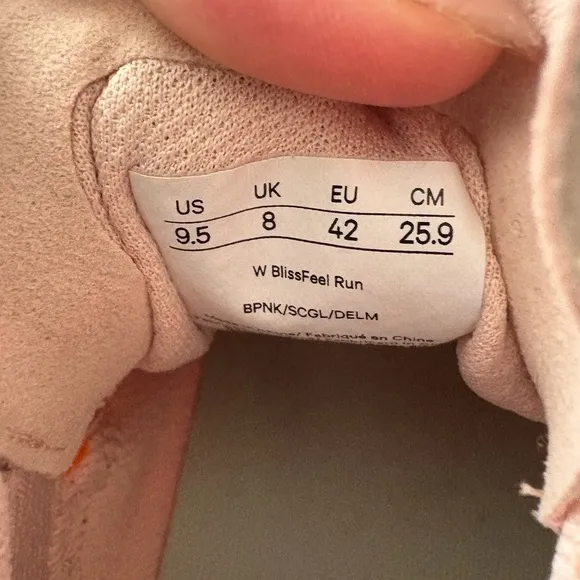 US UK EU CM
9.5 8 42 25.9
W BlissFeel Run
BPNK/SCGL/DELM
Fabriqué en Chine